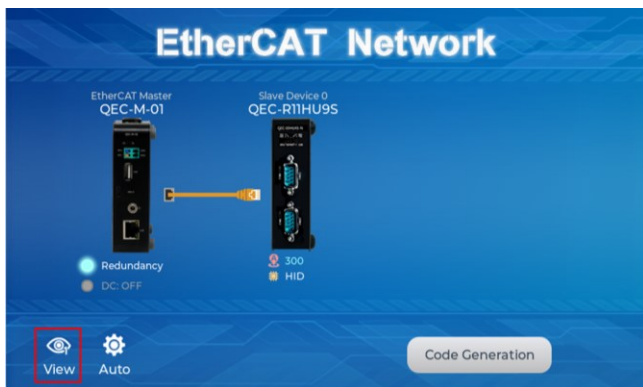 EtherCAT Network
EtherCAT Master
QEC-M-01
Slave Device 0
QEC-R11HU9S
Redundancy
DC: OFF
300
HID
View
Auto
Code Generation